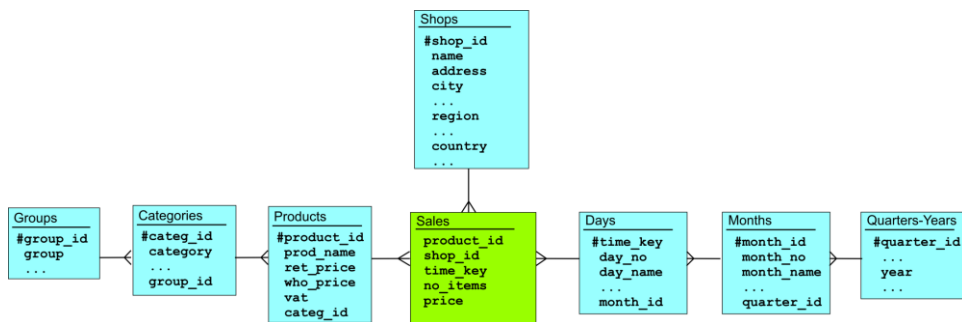 Shops
#shop_id
name
address
city
...
region
...
country
...
Groups
#group_id
group
...
Categories
#categ_id
category
...
group_id
Products
#product_id
prod_name
ret_price
who_price
vat
categ_id
Sales
product_id
shop_id
time_key
no_items
price
Days
#time_key
day_no
day_name
...
month_id
Months
#month_id
month_no
month_name
...
quarter_id
Quarters-Years
#quarter_id
...
year
...